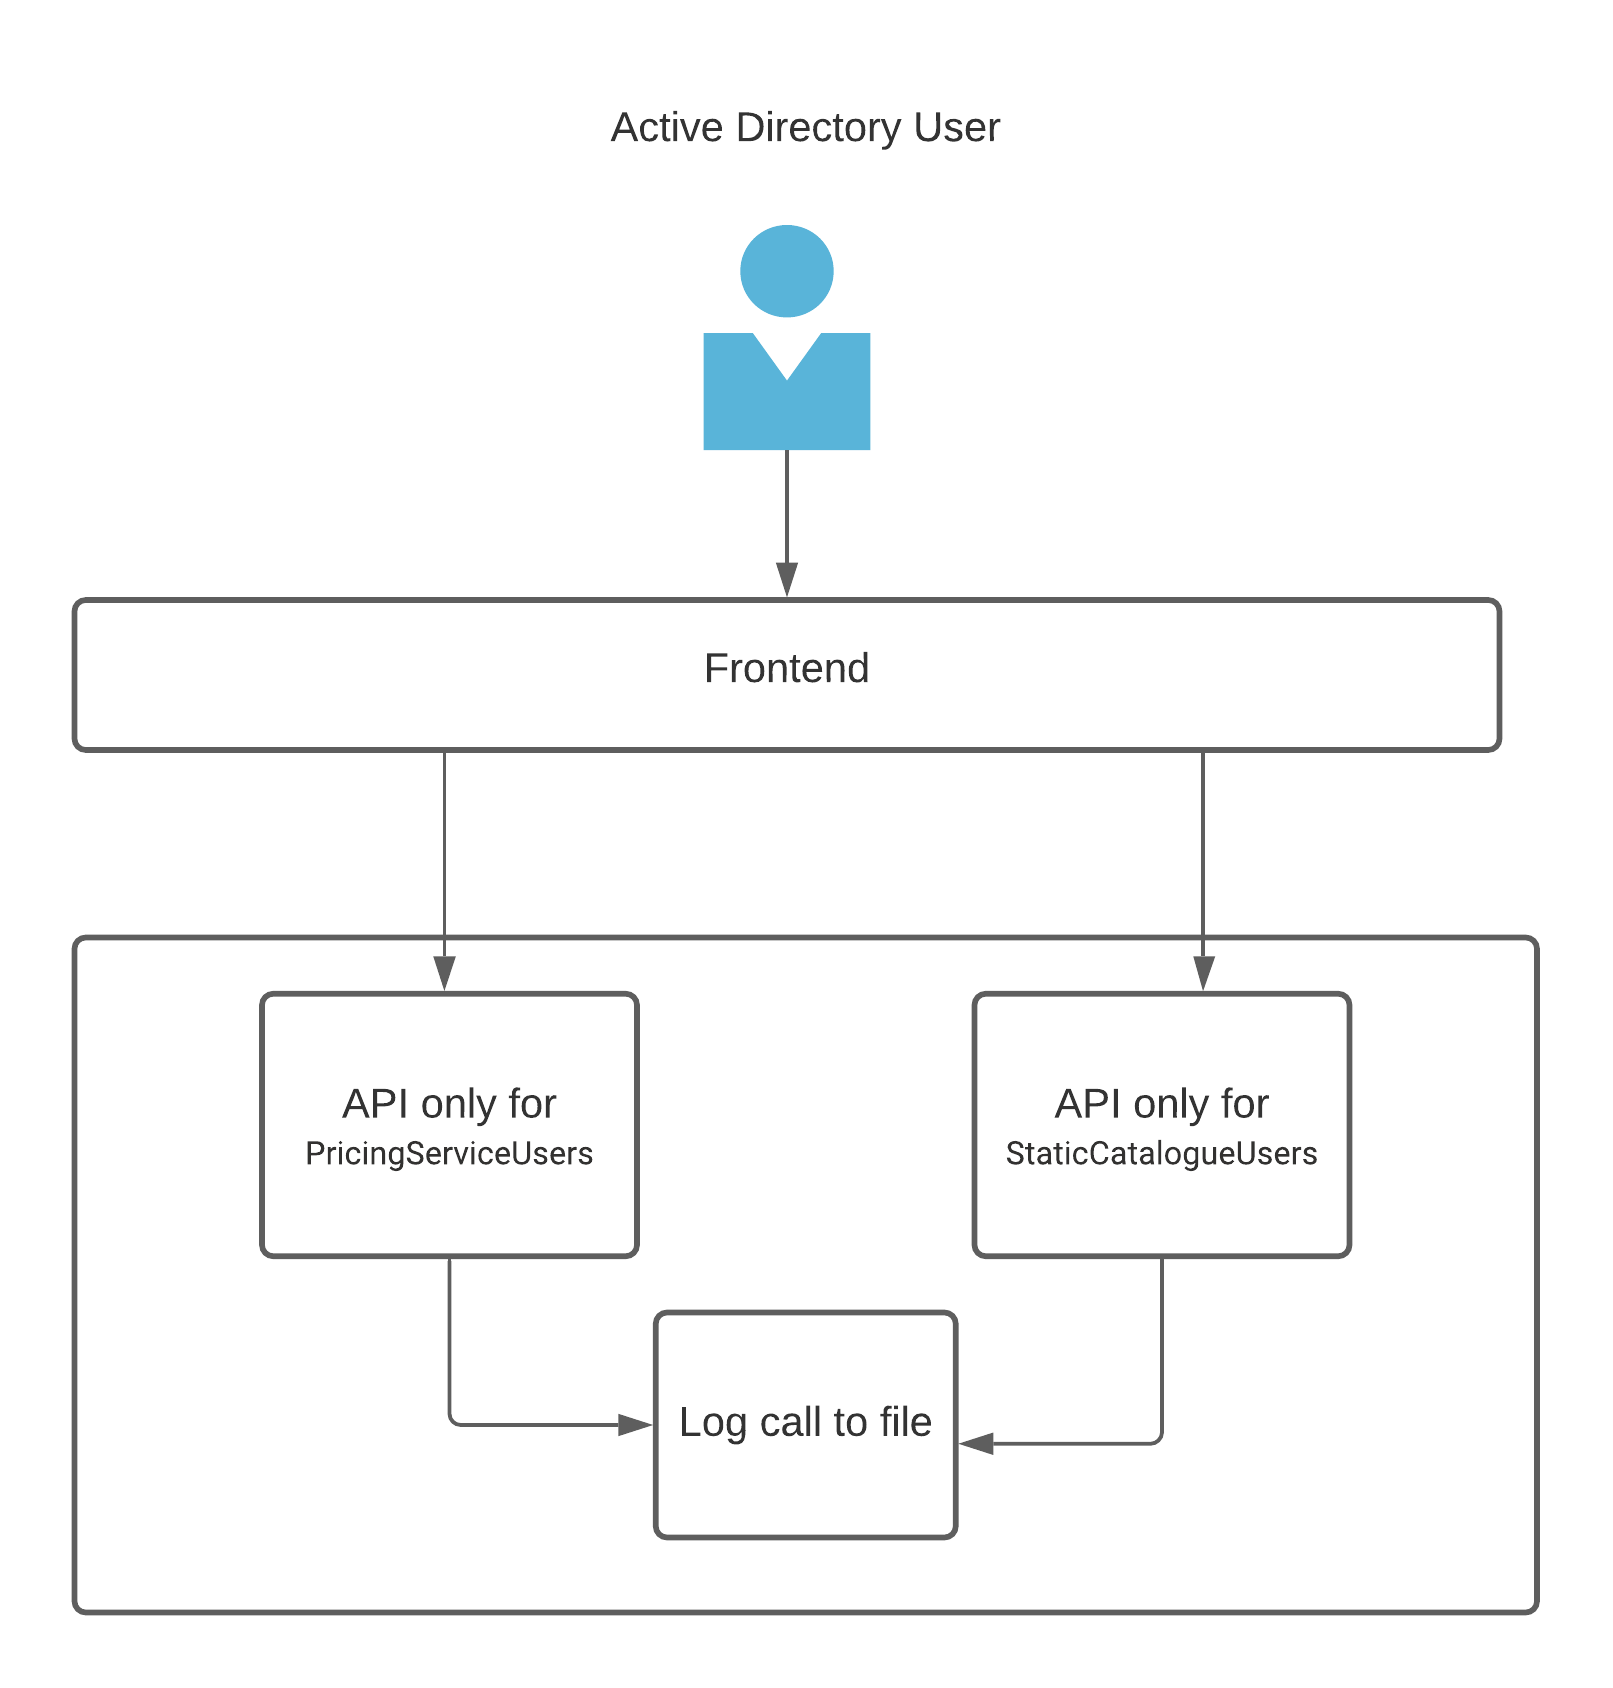 Active Directory User
Frontend
API only for
PricingServiceUsers
API only for
StaticCatalogueUsers
Log call to file